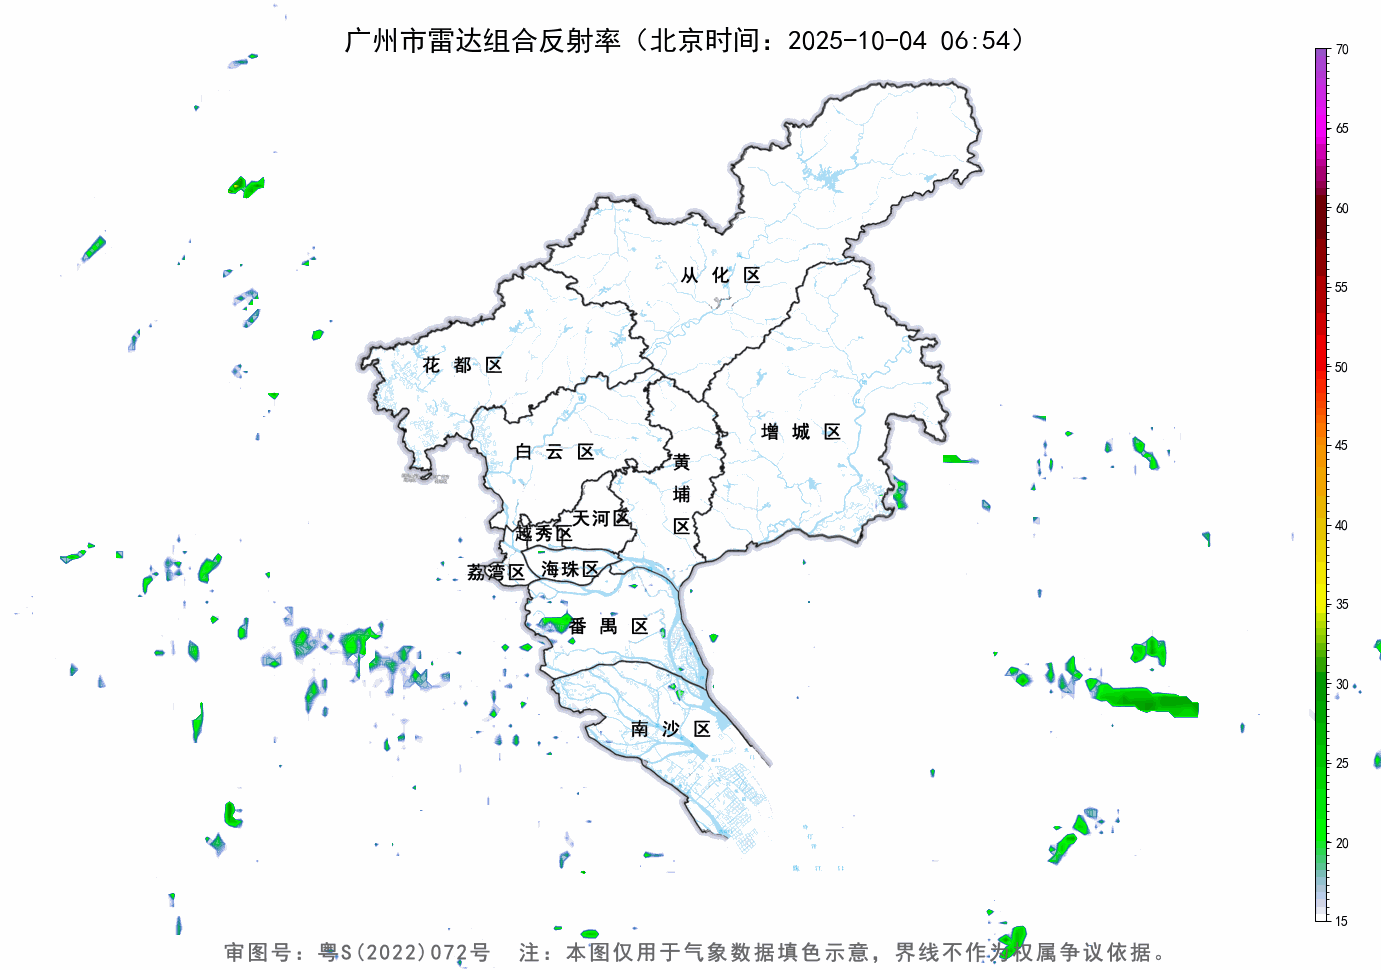 广州市雷达组合反射率（北京时间：2025-10-04 06:54）
70
65
60
55
50
45
40
35
30
25
20
15
从化区
花都区
增城区
白云区
黄埔区
天河区
越秀区
荔湾区
海珠区
番禺区
南沙区
审图号：粤S(2022)072号 注：本图仅用于气象数据填色示意，界线不作为权属争议依据。